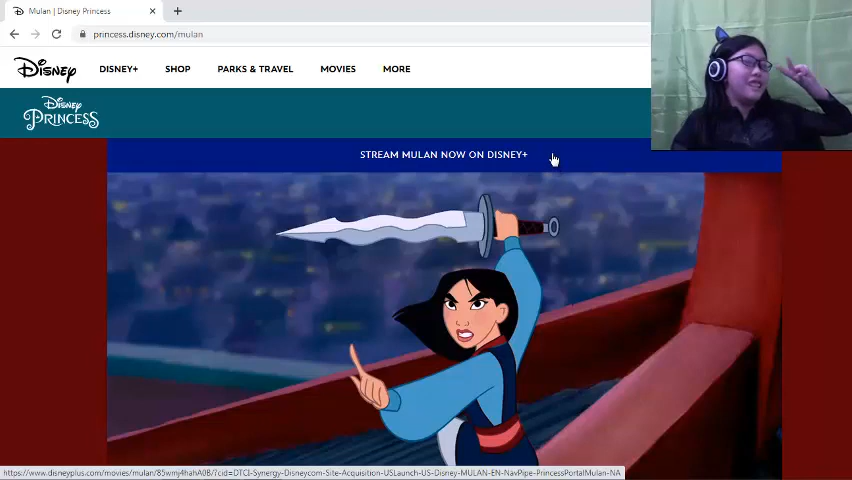 Mulan | Disney Princess
princess.disney.com/mulan
Disney
DISNEY+ SHOP PARKS & TRAVEL MOVIES MORE
Disney
PRINCESS
STREAM MULAN NOW ON DISNEY+
https://www.disneyplus.com/movies/mulan/85wmj4hahA0B/?cid=DTCI-Synergy-Disneycom-Site-Acquisition-USLaunch-US-Disney-MULAN-EN-NavPipe-PrincessPortalMulan-NA